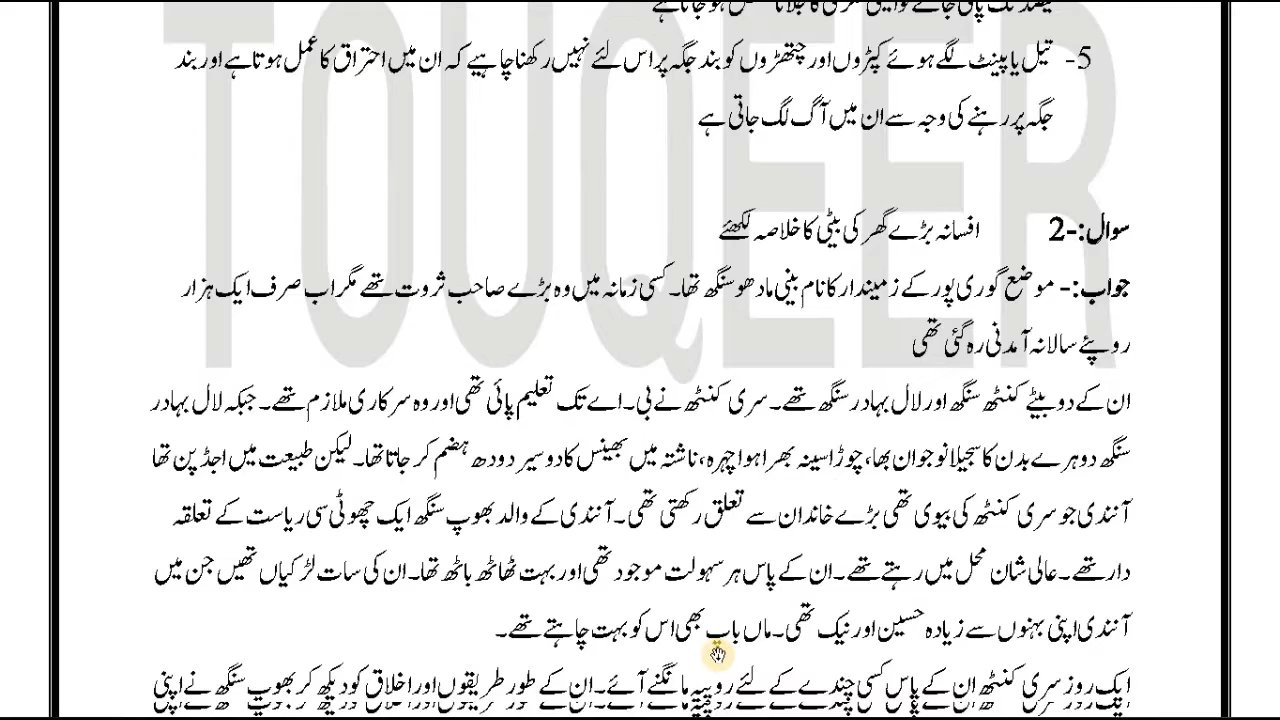 5- تیل یا پینٹ لگے ہوئے کپڑوں اور چتھڑوں کو بند جگہ پر اس لئے نہیں رکھنا چاہیے کہ ان میں احتراق کا عمل ہوتا ہے اور بند
جگہ پر رہنے کی وجہ سے ان میں آگ لگ جاتی ہے
سوال:-2 افسانہ بڑے گھر کی بیٹی کا خلاصہ لکھئے
جواب:- موضع گوری پور کے زمیندار کا نام بینی مادھو سنگھ تھا۔ کسی زمانہ میں وہ بڑے صاحب ثروت تھے مگر اب صرف ایک ہزار
روپئے سالانہ آمدنی رہ گئی تھی
ان کے دو بیٹے کنٹھ سنگھ اور لال بہادر سنگھ تھے۔ سری کنٹھ نے بی۔اے تک تعلیم پائی تھی اور وہ سرکاری ملازم تھے۔ جبکہ لال بہادر
سنگھ دوہرے بدن کا سجیلا نوجوان بھا، چوڑا سینہ بھرا ہوا چہرہ، ناشتہ میں بھینس کا دو سیر دودھ ہضم کر جاتا تھا۔ لیکن طبیعت میں اجڈ پن تھا
آنندی جو سری کنٹھ کی بیوی تھی بڑے خاندان سے تعلق رکھتی تھی۔ آنندی کے والد بھوپ سنگھ ایک چھوٹی سی ریاست کے تعلقہ
دار تھے۔ عالی شان محل میں رہتے تھے۔ ان کے پاس ہر سہولت موجود تھی اور بہت ٹھاٹھ باٹھ تھا۔ ان کی سات لڑکیاں تھیں جن میں
آنندی اپنی بہنوں سے زیادہ حسین اور نیک تھی۔ ماں باپ بھی اس کو بہت چاہتے تھے۔
ایک روز سری کنٹھ ان کے پاس کسی چندے کے لئے روپیہ مانگنے آئے۔ ان کے طور طریقوں اور اخلاق کو دیکھ کر بھوپ سنگھ نے اپنی
TOUQEER